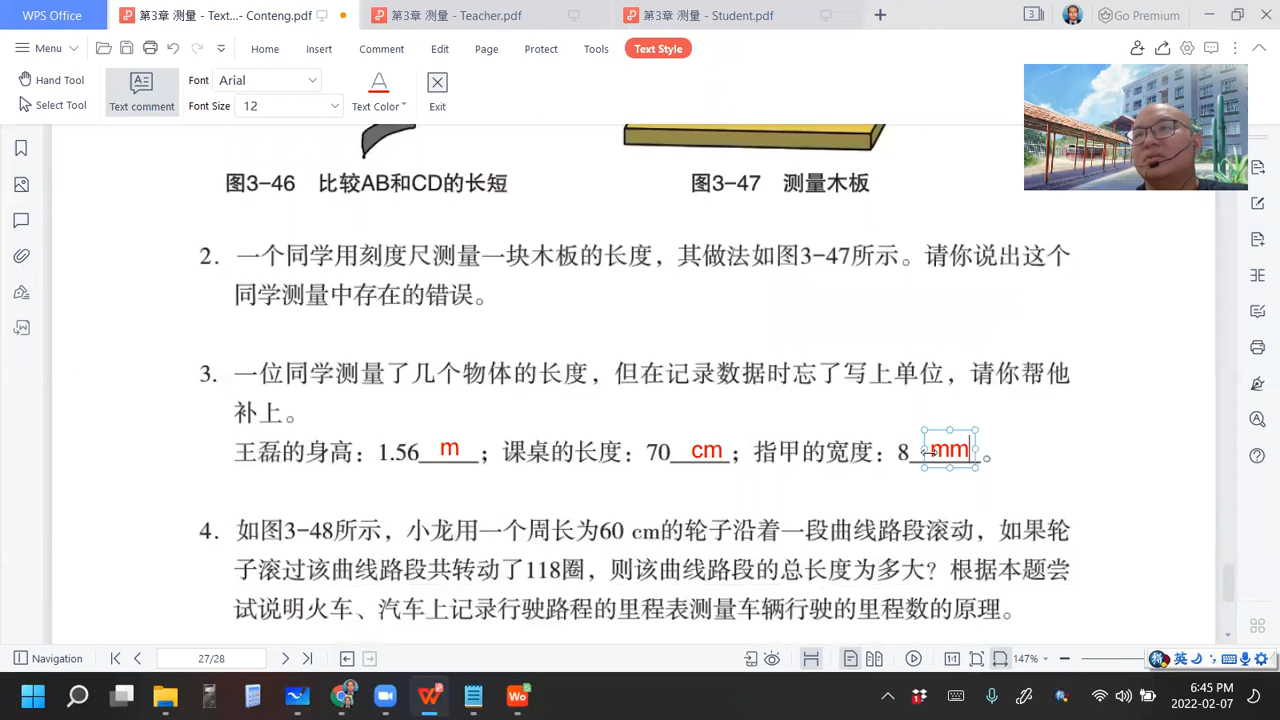 WPS Office
第3章 测量 - Text...- Conteng.pdf
第3章 测量 - Teacher.pdf
第3章 测量 - Student.pdf
3
Go Premium
Menu
Home
Insert
Comment
Edit
Page
Protect
Tools
Text Style
Hand Tool
Select Tool
Text comment
Font Arial
Font Size 12
Text Color
Exit
图3-46 比较AB和CD的长短
图3-47 测量木板
2. 一个同学用刻度尺测量一块木板的长度，其做法如图3-47所示。请你说出这个
同学测量中存在的错误。
3. 一位同学测量了几个物体的长度，但在记录数据时忘了写上单位，请你帮他
补上。
王磊的身高：1.56 m ；课桌的长度：70 cm ；指甲的宽度：8 mm 。
4. 如图3-48所示，小龙用一个周长为60 cm的轮子沿着一段曲线路段滚动，如果轮
子滚过该曲线路段共转动了118圈，则该曲线路段的总长度为多大？根据本题尝
试说明火车、汽车上记录行驶路程的里程表测量车辆行驶的里程数的原理。
Navigation
27/28
147%
英
Wo
6:45 PM
2022-02-07